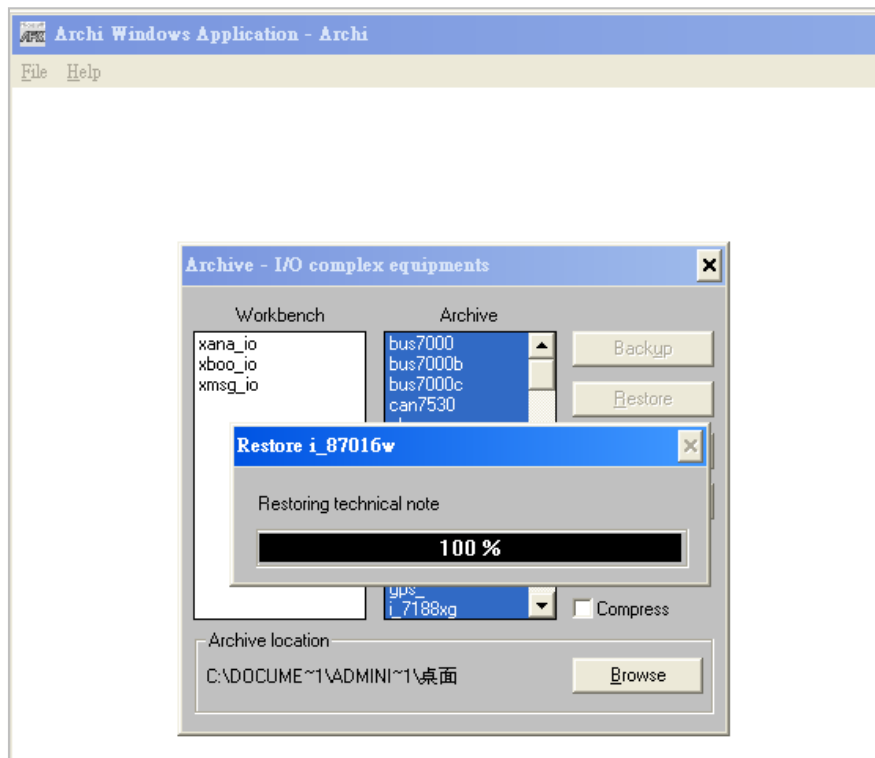 Archi Windows Application - Archi
File Help
Archive - I/O complex equipments
Workbench
Archive
xana_io
xboo_io
xmsg_io
bus7000
bus7000b
bus7000c
can7530
Backup
Restore
Restore i_87016w
Restoring technical note
100 %
gps_
i_7188xg
Compress
Archive location
C:\DOCUME~1\ADMINI~1\桌面
Browse